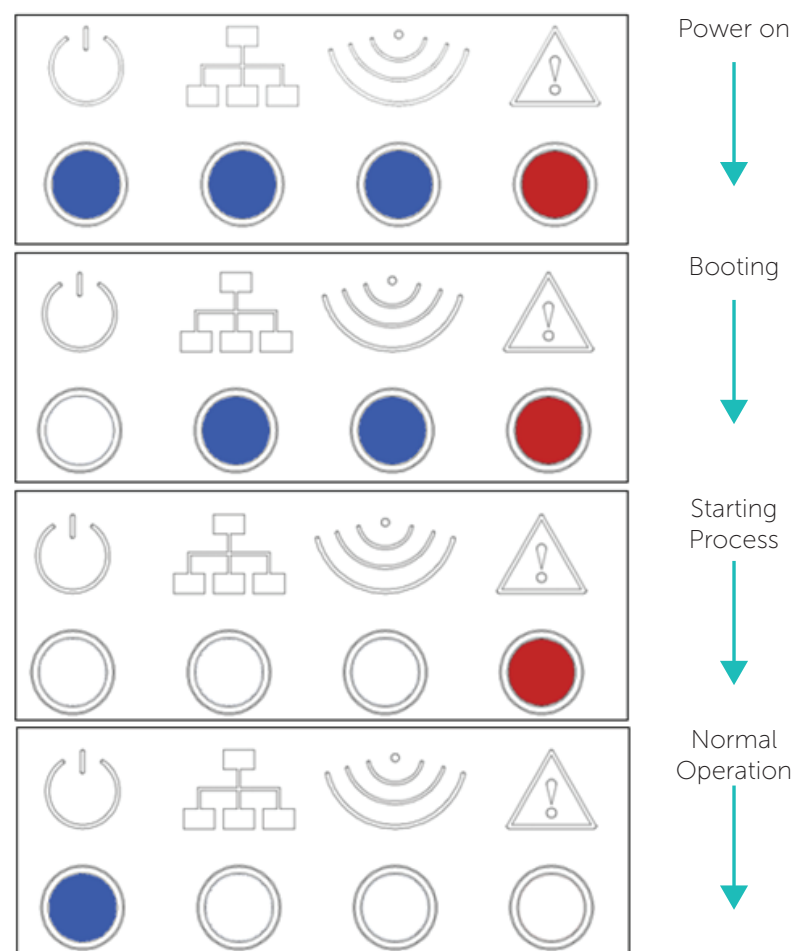 Power on
Booting
Starting
Process
Normal
Operation